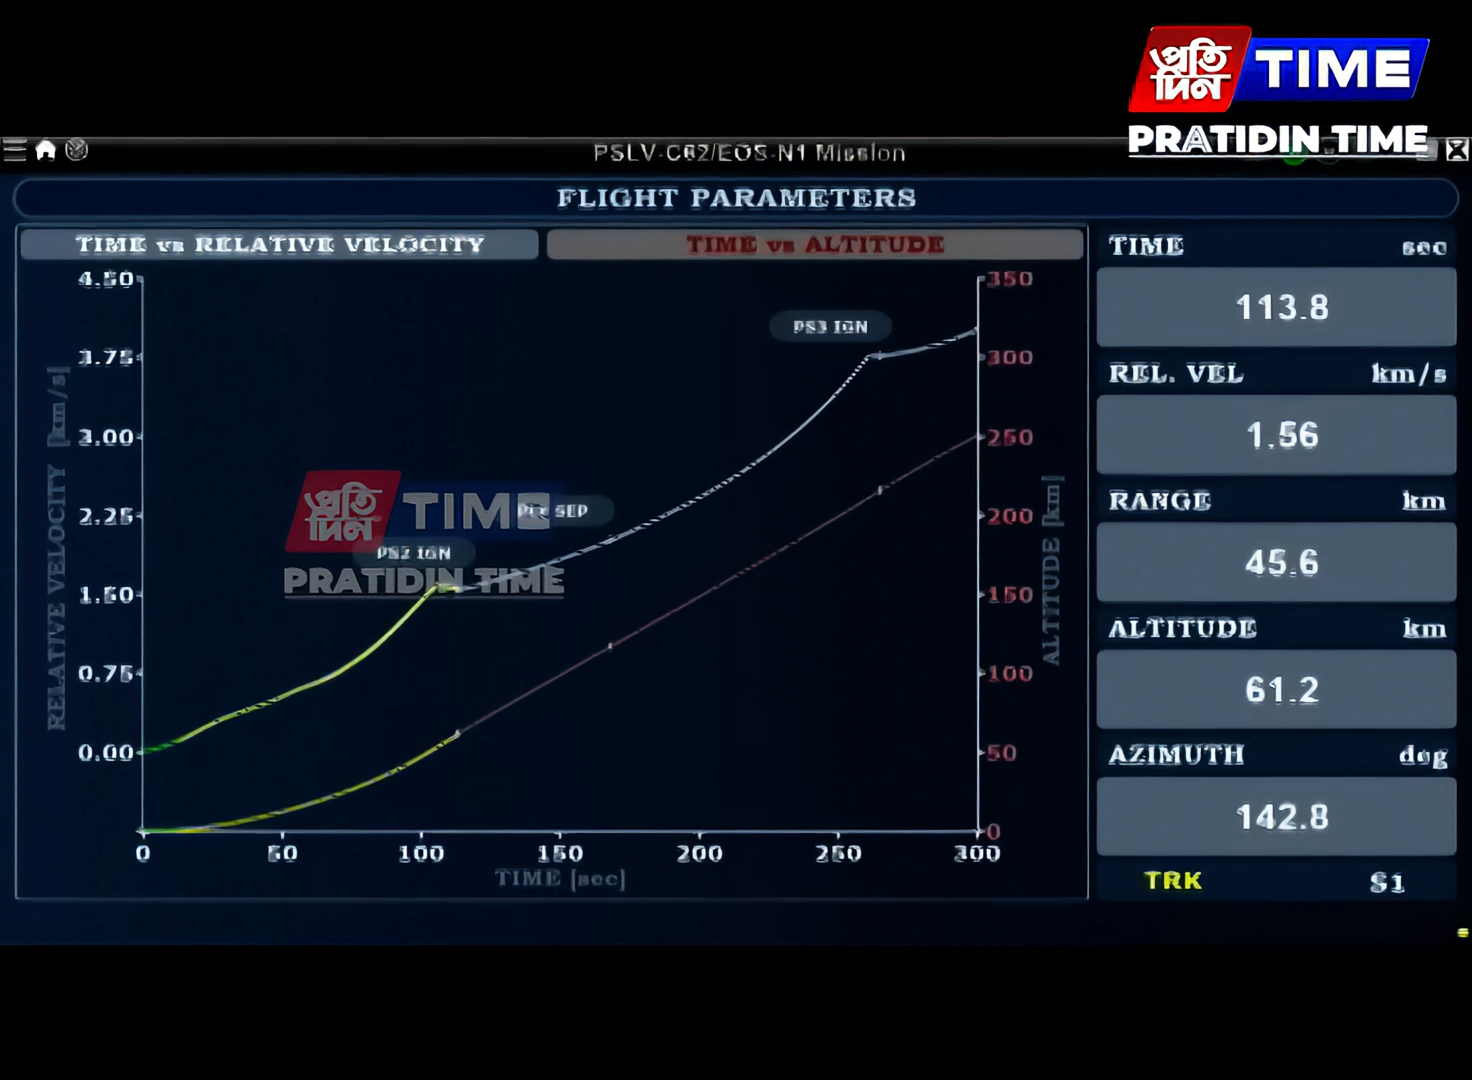 প্রতি
দিন
TIME
PRATIDIN TIME
PSLV-C62/EOS-N1 Mission
FLIGHT PARAMETERS
TIME vs RELATIVE VELOCITY
TIME vs ALTITUDE
4.50
3.75
3.00
2.25
1.50
0.75
0.00
RELATIVE VELOCITY [km/s]
PS3 IGN
PLF SEP
PS2 IGN
প্রতি
দিন
TIME
PRATIDIN TIME
350
300
250
200
150
100
50
0
ALTITUDE [km]
0 50 100 150 200 250 300
TIME [sec]
TIME sec
113.8
REL. VEL km/s
1.56
RANGE km
45.6
ALTITUDE km
61.2
AZIMUTH deg
142.8
TRK S1